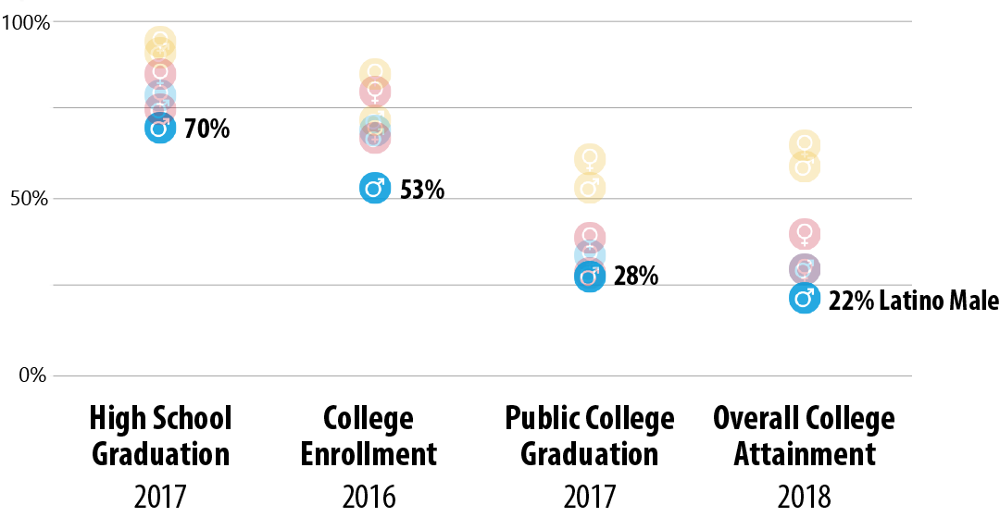 100%
70%
53%
50%
28%
22% Latino Male
0%
High School
Graduation
2017
College
Enrollment
2016
Public College
Graduation
2017
Overall College
Attainment
2018